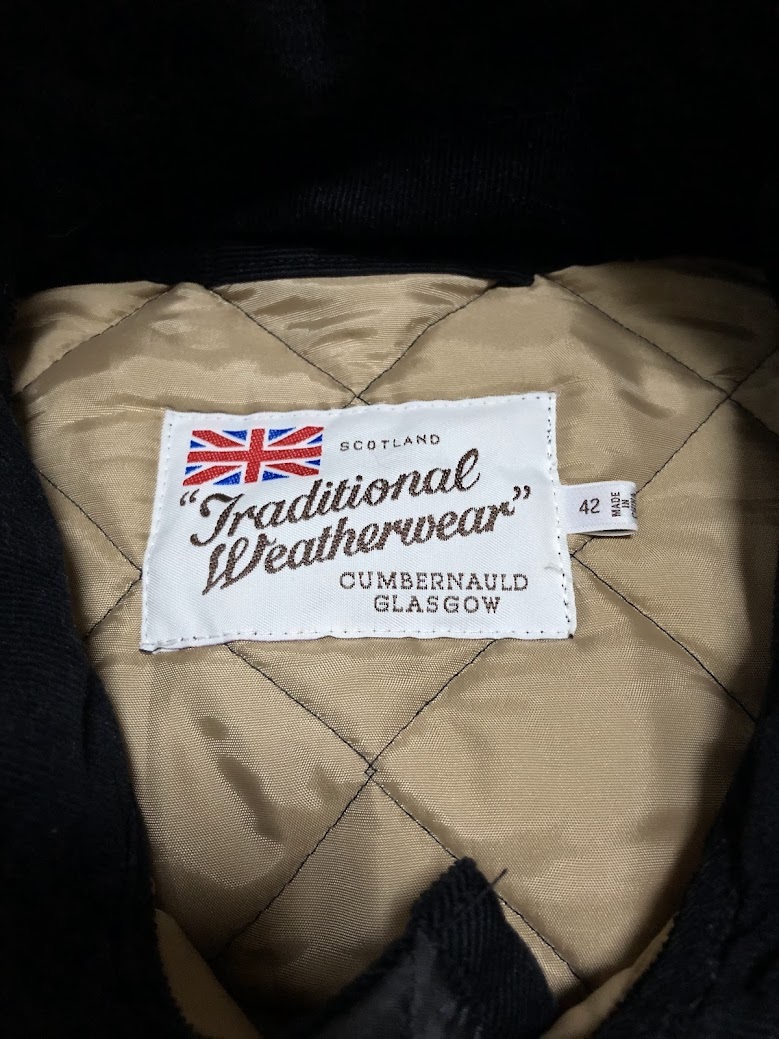 SCOTLAND
"Traditional
Weatherwear"
CUMBERNAULD
GLASGOW
42
MADE
IN